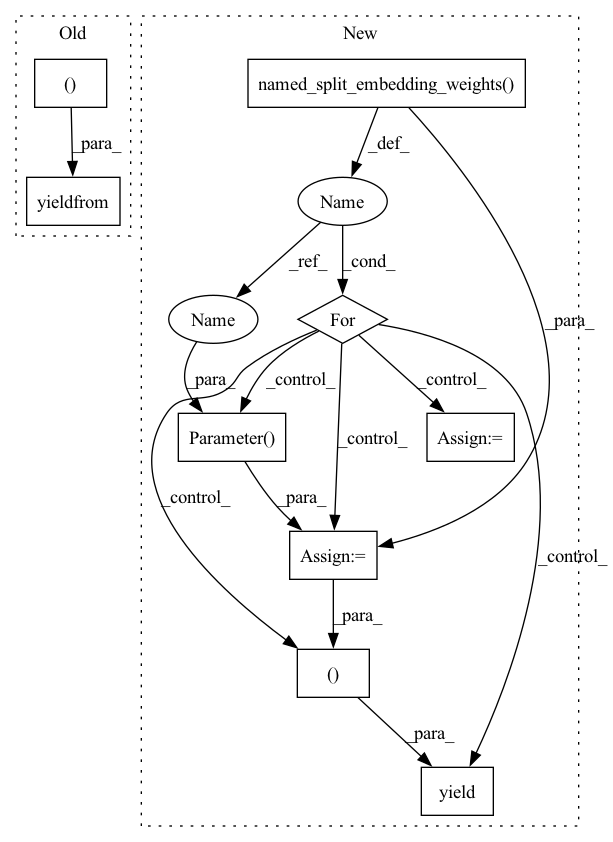 Old
New
()
named_split_embedding_weights()
_para_
_def_
yieldfrom
Name
_ref_
_cond_
Name
For
_para_
_para_
_control_
_control_
Parameter()
_control_
Assign:=
_control_
_para_
_control_
Assign:=
_para_
()
_para_
yield